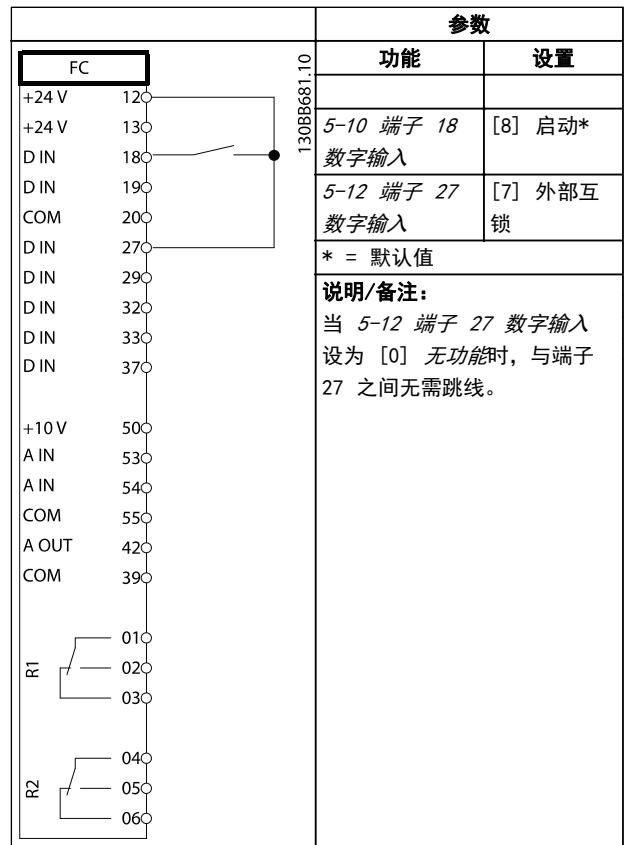 FC
+24 V 12
+24 V 13
D IN 18
D IN 19
COM 20
D IN 27
D IN 29
D IN 32
D IN 33
D IN 37
+10 V 50
A IN 53
A IN 54
COM 55
A OUT 42
COM 39
R1
01
02
03
R2
04
05
06
130BB681.10
参数
功能 设置
5-10 端子 18 [8] 启动*
数字输入
5-12 端子 27 [7] 外部互
数字输入 锁
* = 默认值
说明/备注:
当 5-12 端子 27 数字输入
设为 [0] 无功能时, 与端子
27 之间无需跳线。